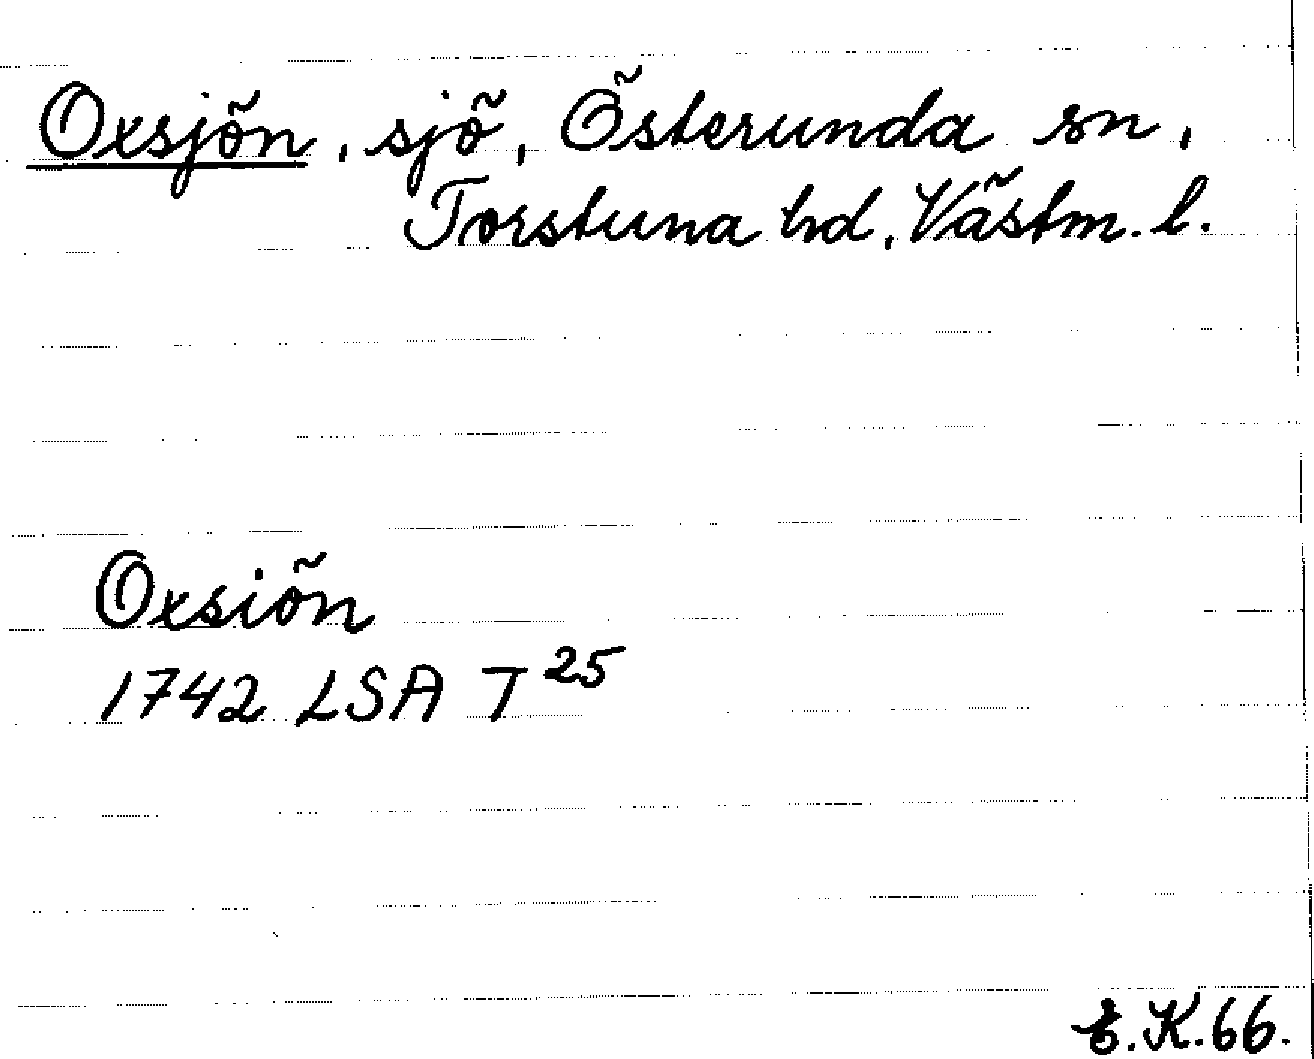 Oxsjön, sjö, Österunda sn,
Torstuna hd, Västm. l.
Oxsiön
1742 LSA T 25
E.K.66.